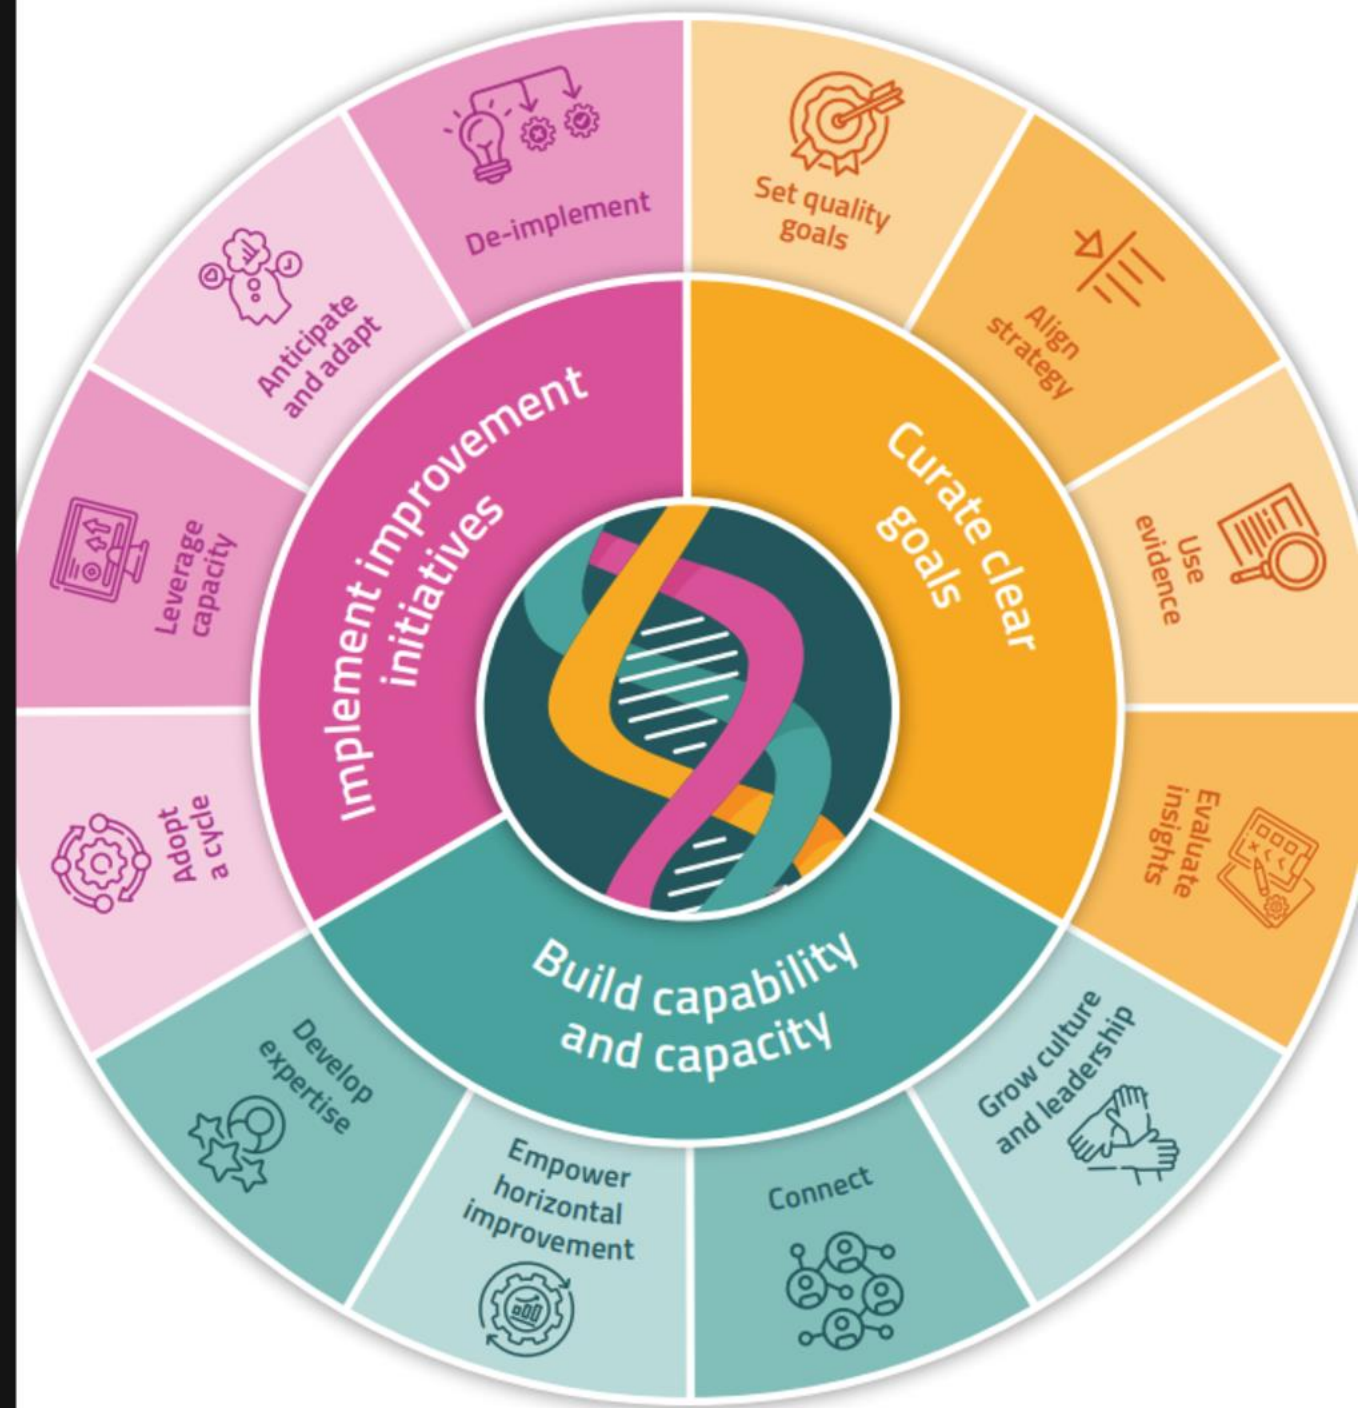 Set quality
goals
Align
strategy
Use
evidence
Evaluate
insights
Grow culture
and leadership
Connect
Empower
horizontal
improvement
Develop
expertise
Adopt
a cycle
Leverage
capacity
Anticipate
and adapt
De-implement
Curate clear
goals
Build capability
and capacity
Implement improvement
initiatives